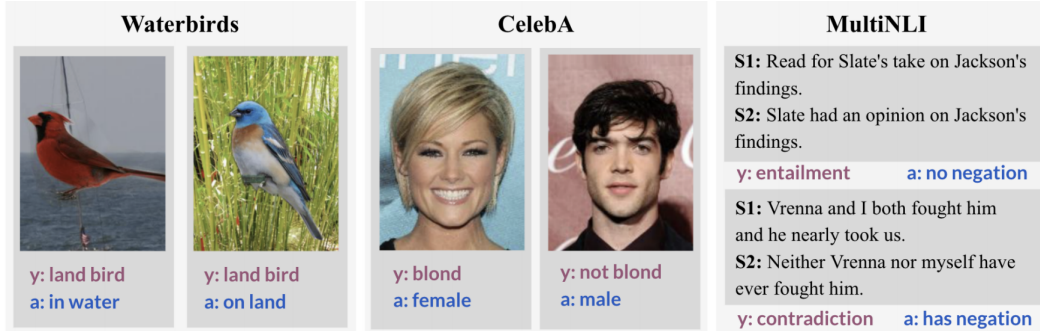 Waterbirds
y: land bird
a: in water
y: land bird
a: on land
CelebA
y: blond
a: female
y: not blond
a: male
MultiNLI
S1: Read for Slate's take on Jackson's
findings.
S2: Slate had an opinion on Jackson's
findings.
y: entailment a: no negation
S1: Vrenna and I both fought him
and he nearly took us.
S2: Neither Vrenna nor myself have
ever fought him.
y: contradiction a: has negation